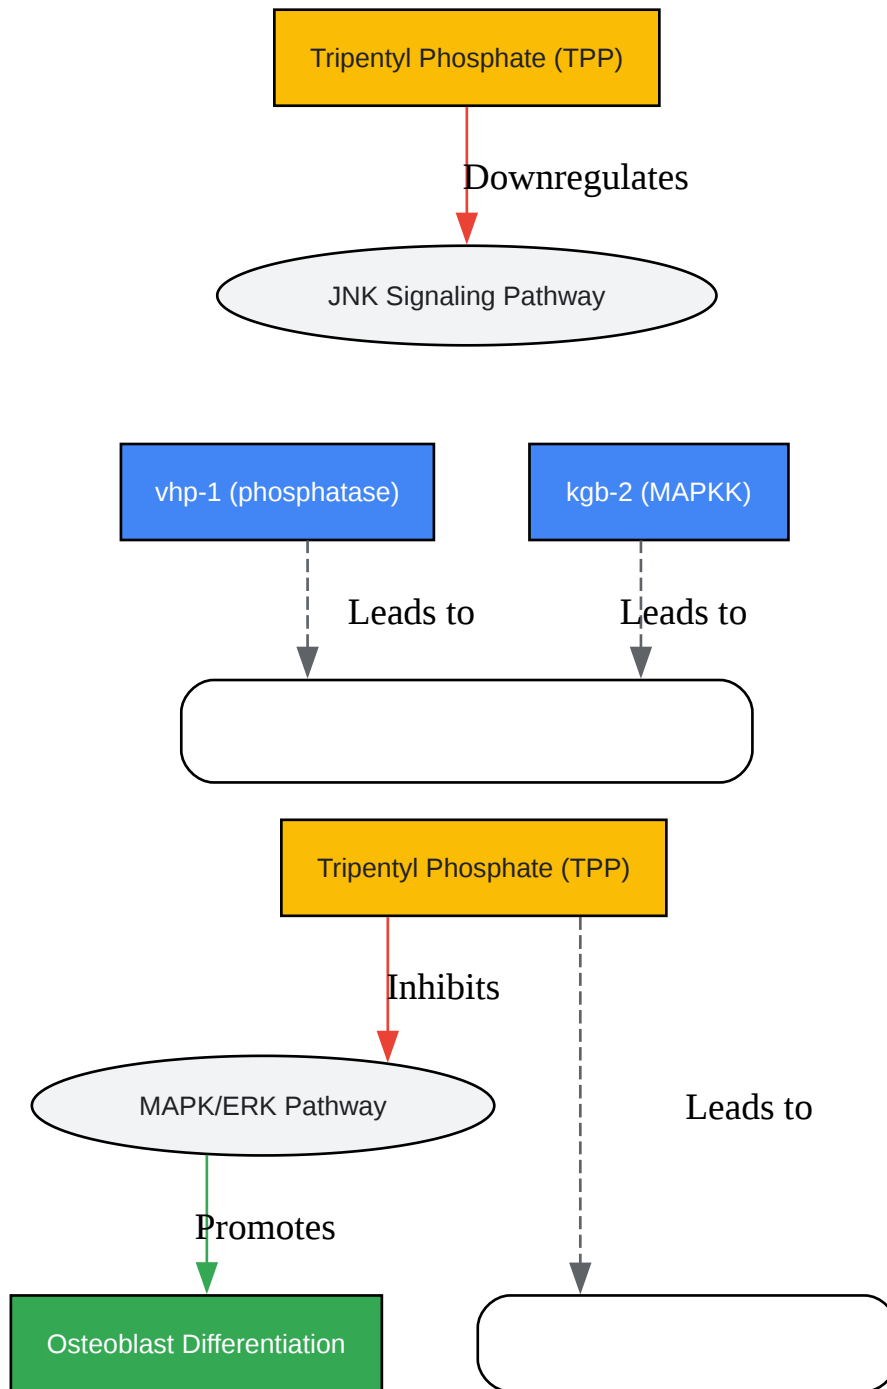 Tripentyl Phosphate (TPP)
Downregulates
JNK Signaling Pathway
vhp-1 (phosphatase)
kgb-2 (MAPKK)
Leads to
Leads to
Tripentyl Phosphate (TPP)
Inhibits
MAPK/ERK Pathway
Leads to
Promotes
Osteoblast Differentiation